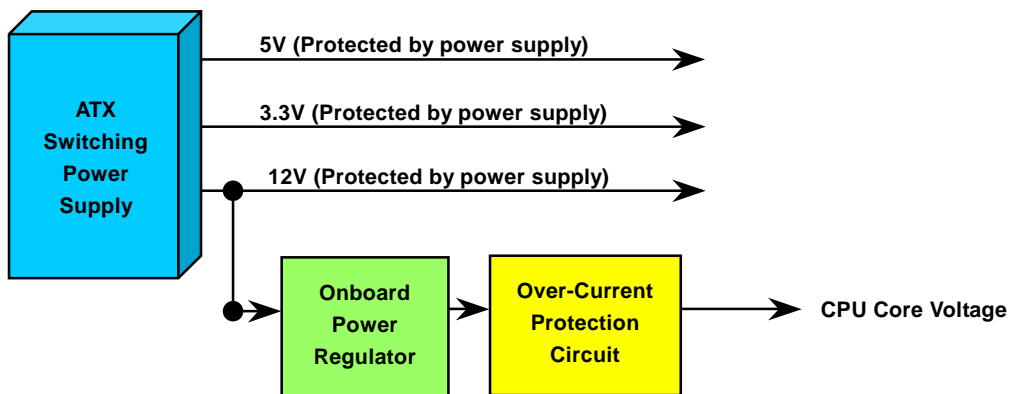 5V (Protected by power supply)
3.3V (Protected by power supply)
12V (Protected by power supply)
ATX
Switching
Power
Supply
Onboard
Power
Regulator
Over-Current
Protection
Circuit
CPU Core Voltage